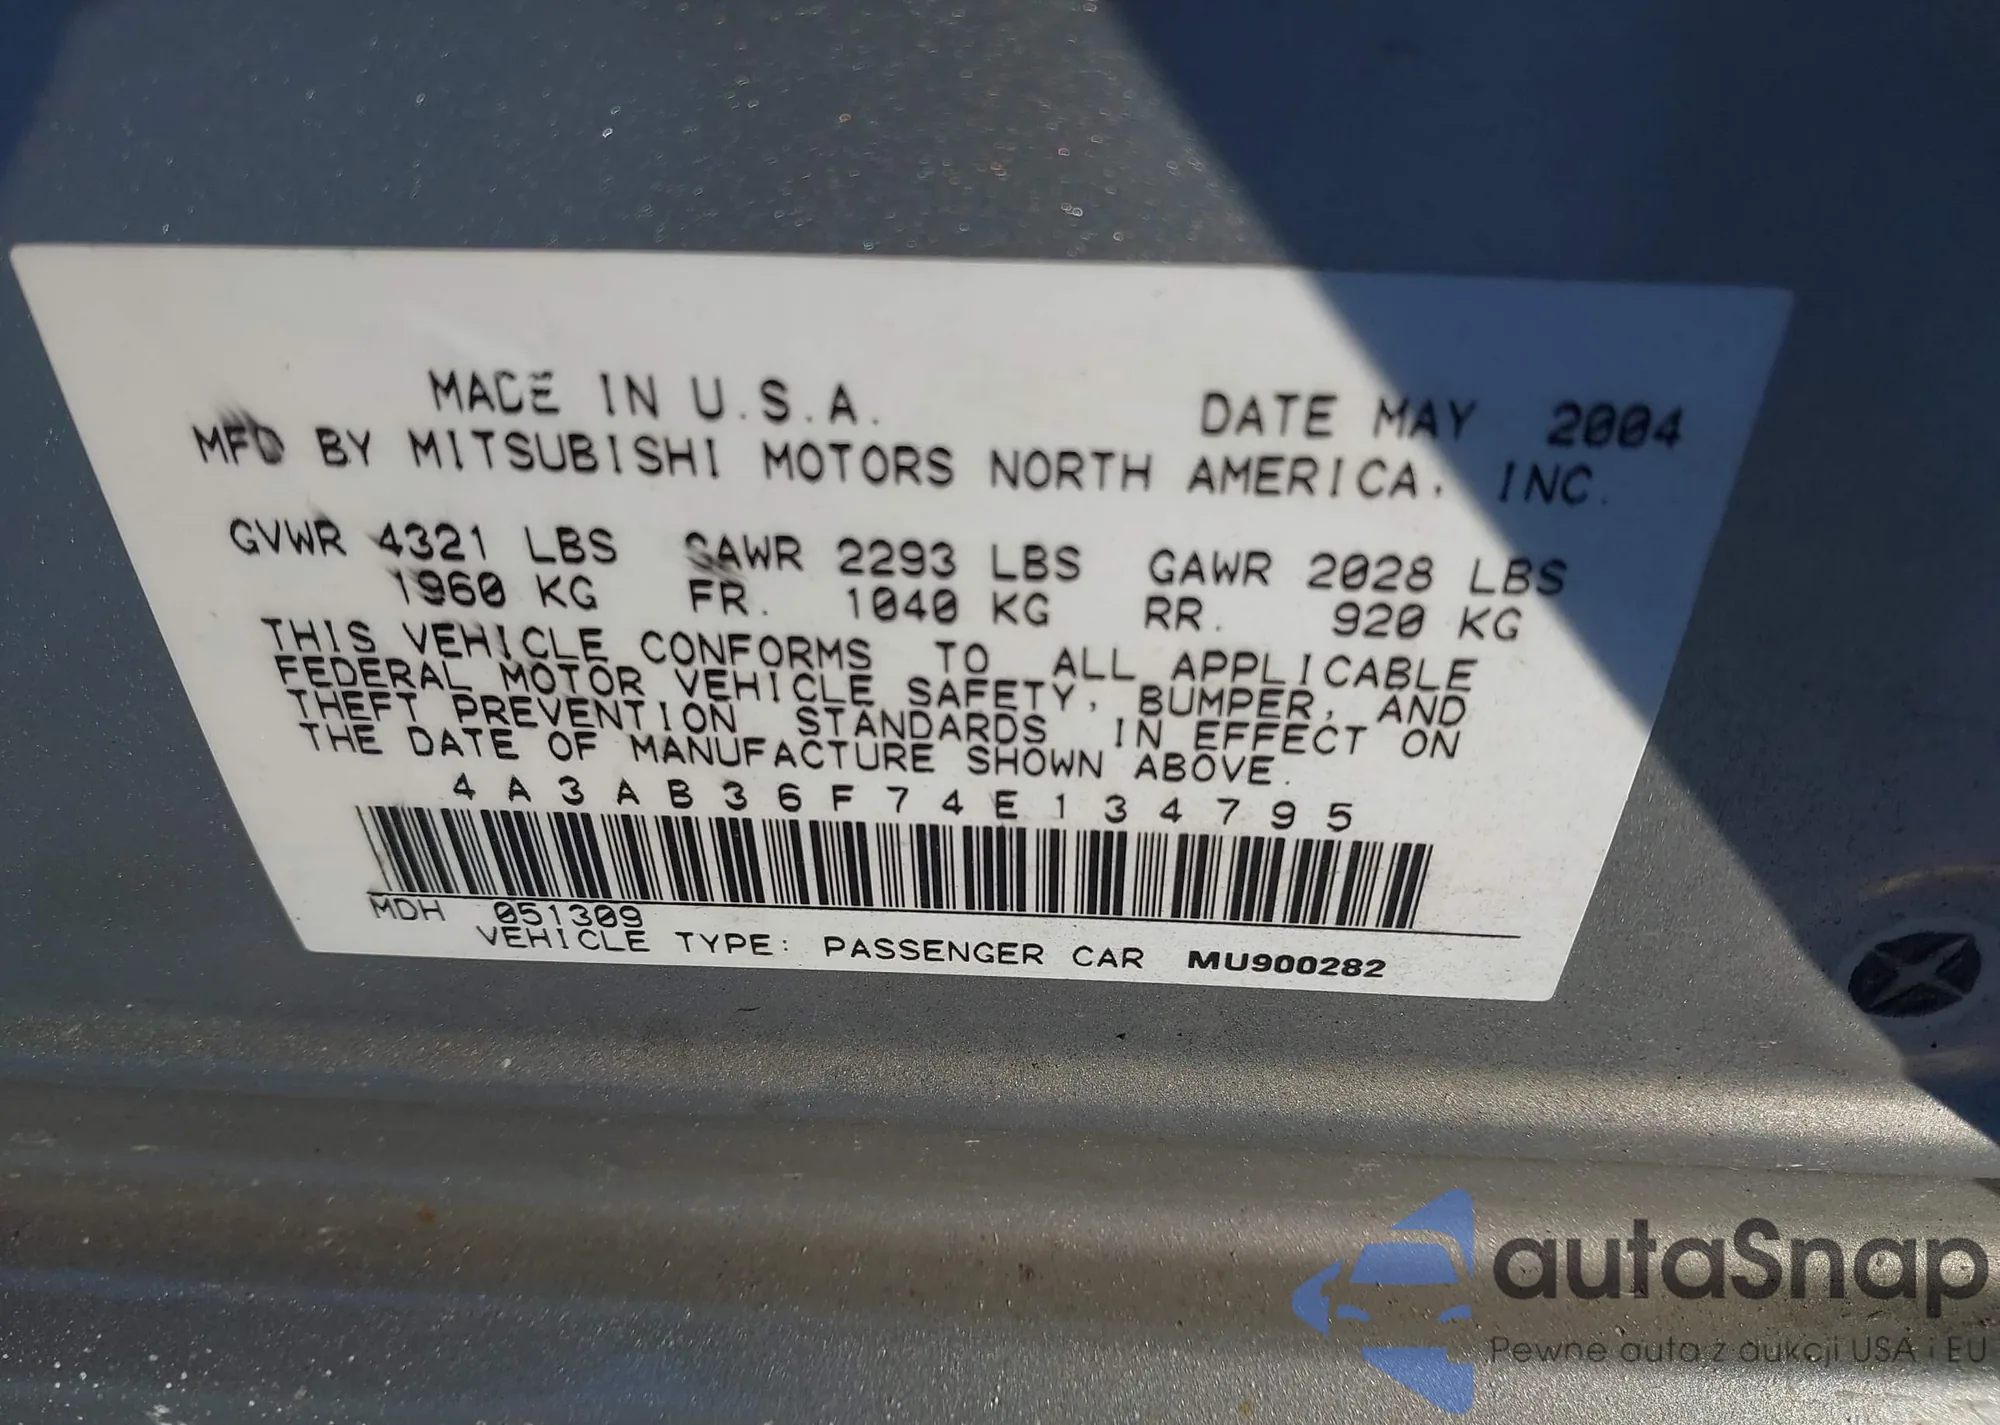 MADE IN U.S.A. DATE MAY 2004
MFD BY MITSUBISHI MOTORS NORTH AMERICA, INC.
GVWR 4321 LBS GAWR 2293 LBS GAWR 2028 LBS
1960 KG FR. 1040 KG RR. 920 KG
THIS VEHICLE CONFORMS TO ALL APPLICABLE
FEDERAL MOTOR VEHICLE SAFETY, BUMPER, AND
THEFT PREVENTION STANDARDS IN EFFECT ON
THE DATE OF MANUFACTURE SHOWN ABOVE.
4A3AB36F74E134795
MDH 051309
VEHICLE TYPE: PASSENGER CAR MU900282
autaSnap
Pewne auta z aukcji USA i EU